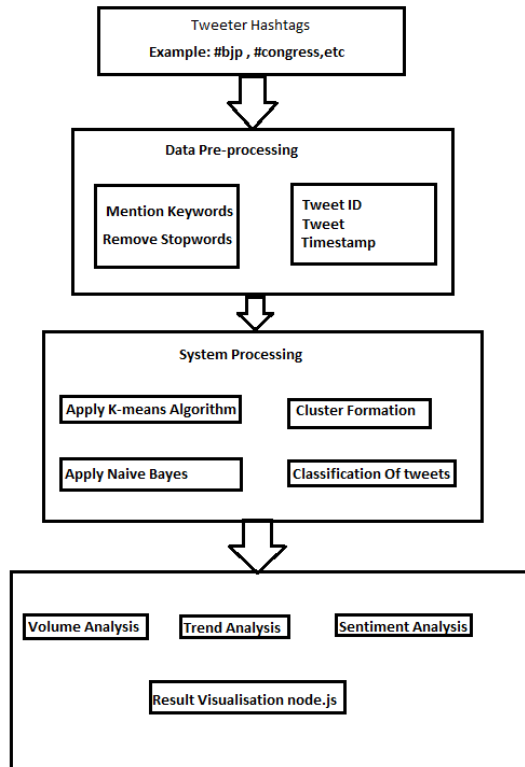 Tweeter Hashtags
Example: #bjp , #congress,etc
Data Pre-processing
Mention Keywords
Remove Stopwords
Tweet ID
Tweet
Timestamp
System Processing
Apply K-means Algorithm
Cluster Formation
Apply Naive Bayes
Classification Of tweets
Volume Analysis
Trend Analysis
Sentiment Analysis
Result Visualisation node.js